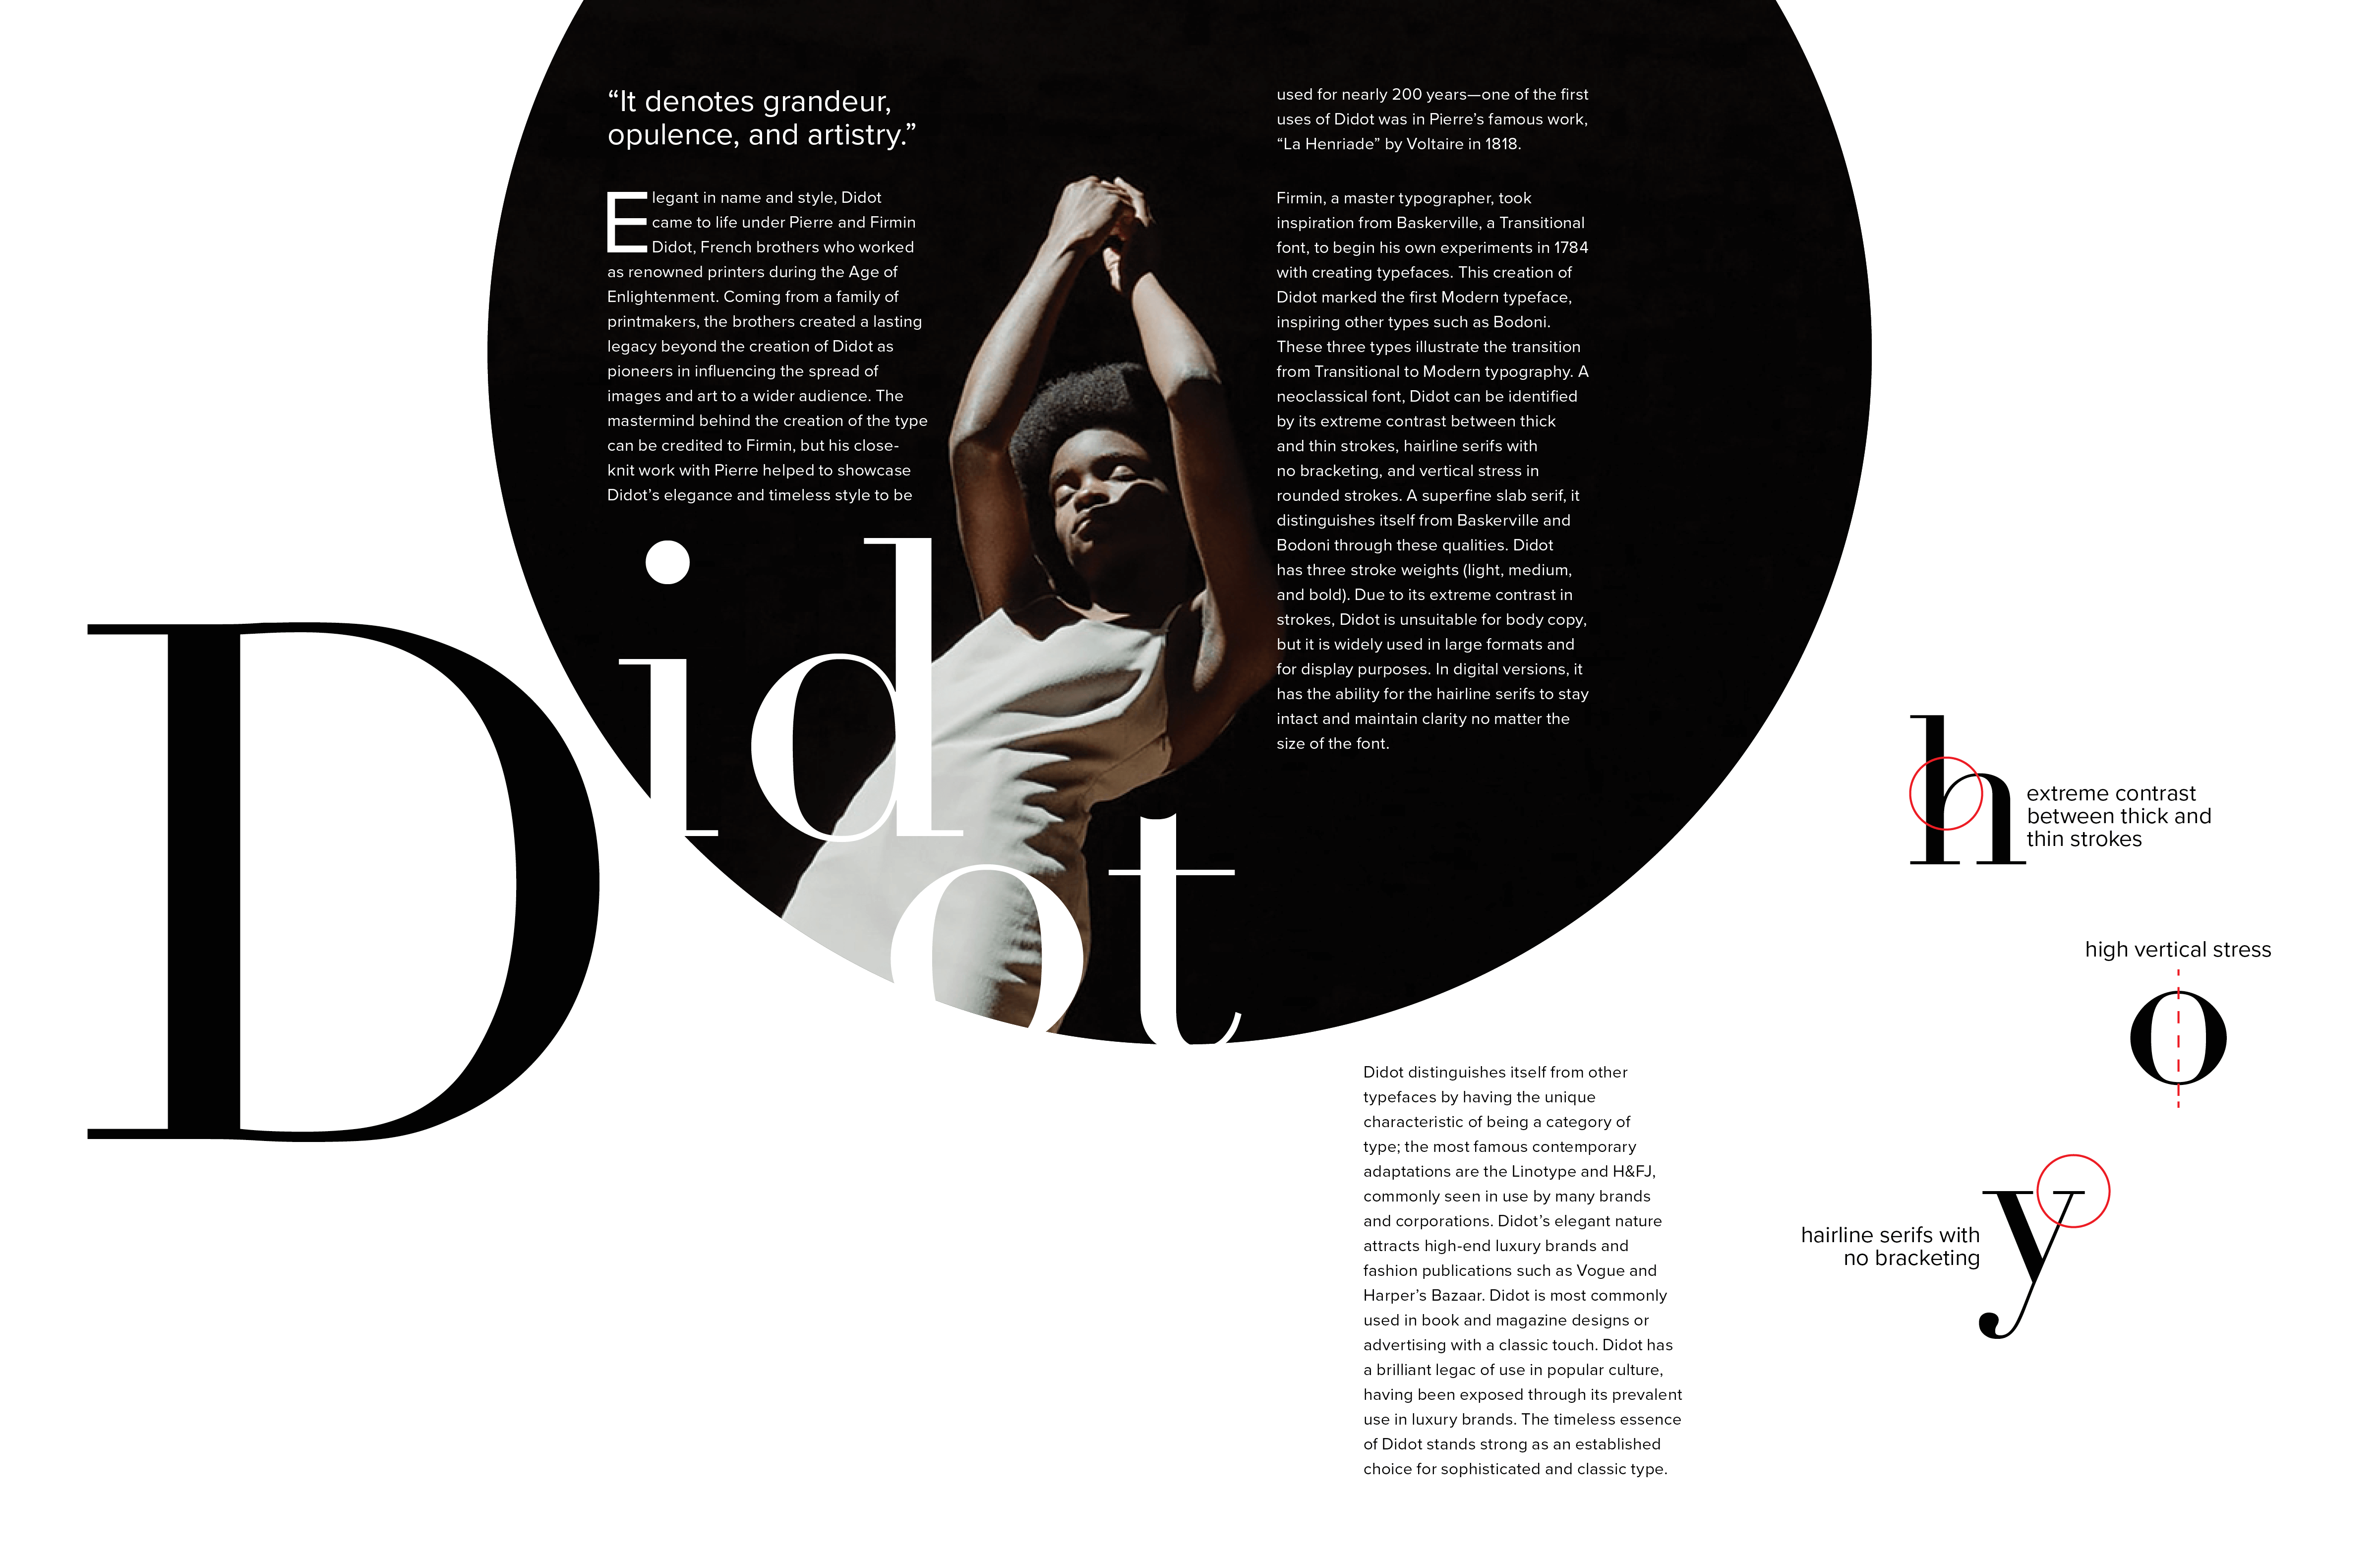 “It denotes grandeur,
opulence, and artistry.”
Elegant in name and style, Didot
came to life under Pierre and Firmin
Didot, French brothers who worked
as renowned printers during the Age of
Enlightenment. Coming from a family of
printmakers, the brothers created a lasting
legacy beyond the creation of Didot as
pioneers in influencing the spread of
images and art to a wider audience. The
mastermind behind the creation of the type
can be credited to Firmin, but his close-
knit work with Pierre helped to showcase
Didot’s elegance and timeless style to be
used for nearly 200 years—one of the first
uses of Didot was in Pierre’s famous work,
“La Henriade” by Voltaire in 1818.
Firmin, a master typographer, took
inspiration from Baskerville, a Transitional
font, to begin his own experiments in 1784
with creating typefaces. This creation of
Didot marked the first Modern typeface,
inspiring other types such as Bodoni.
These three types illustrate the transition
from Transitional to Modern typography. A
neoclassical font, Didot can be identified
by its extreme contrast between thick
and thin strokes, hairline serifs with
no bracketing, and vertical stress in
rounded strokes. A superfine slab serif, it
distinguishes itself from Baskerville and
Bodoni through these qualities. Didot
has three stroke weights (light, medium,
and bold). Due to its extreme contrast in
strokes, Didot is unsuitable for body copy,
but it is widely used in large formats and
for display purposes. In digital versions, it
has the ability for the hairline serifs to stay
intact and maintain clarity no matter the
size of the font.
Didot
h
extreme contrast
between thick and
thin strokes
high vertical stress
o
y
hairline serifs with
no bracketing
Didot distinguishes itself from other
typefaces by having the unique
characteristic of being a category of
type; the most famous contemporary
adaptations are the Linotype and H&FJ,
commonly seen in use by many brands
and corporations. Didot’s elegant nature
attracts high-end luxury brands and
fashion publications such as Vogue and
Harper’s Bazaar. Didot is most commonly
used in book and magazine designs or
advertising with a classic touch. Didot has
a brilliant legac of use in popular culture,
having been exposed through its prevalent
use in luxury brands. The timeless essence
of Didot stands strong as an established
choice for sophisticated and classic type.